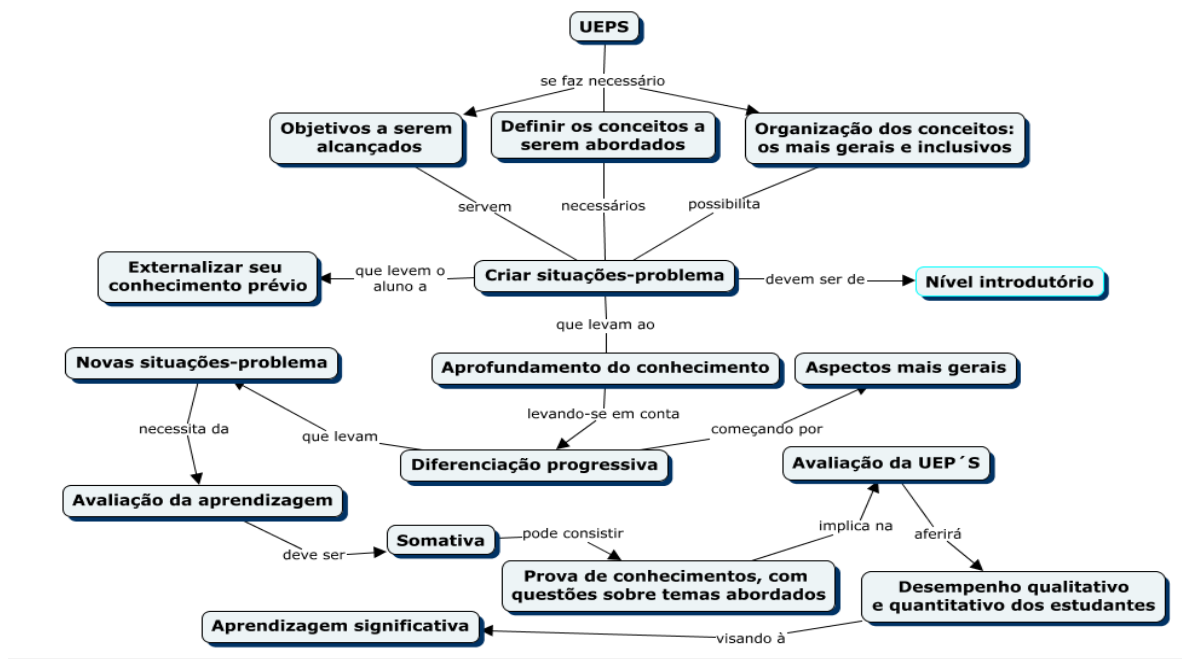 UEPS
se faz necessário
Objetivos a serem
alcançados
Definir os conceitos a
serem abordados
Organização dos conceitos:
os mais gerais e inclusivos
servem
necessários
possibilita
Externalizar seu
conhecimento prévio
que levem o
aluno a
Criar situações-problema
devem ser de
Nível introdutório
que levam ao
Novas situações-problema
Aprofundamento do conhecimento
Aspectos mais gerais
necessita da
que levam
levando-se em conta
começando por
Diferenciação progressiva
Avaliação da UEP´S
Avaliação da aprendizagem
deve ser
Somativa
pode consistir
implica na
aferirá
Prova de conhecimentos, com
questões sobre temas abordados
Desempenho qualitativo
e quantitativo dos estudantes
Aprendizagem significativa
visando à